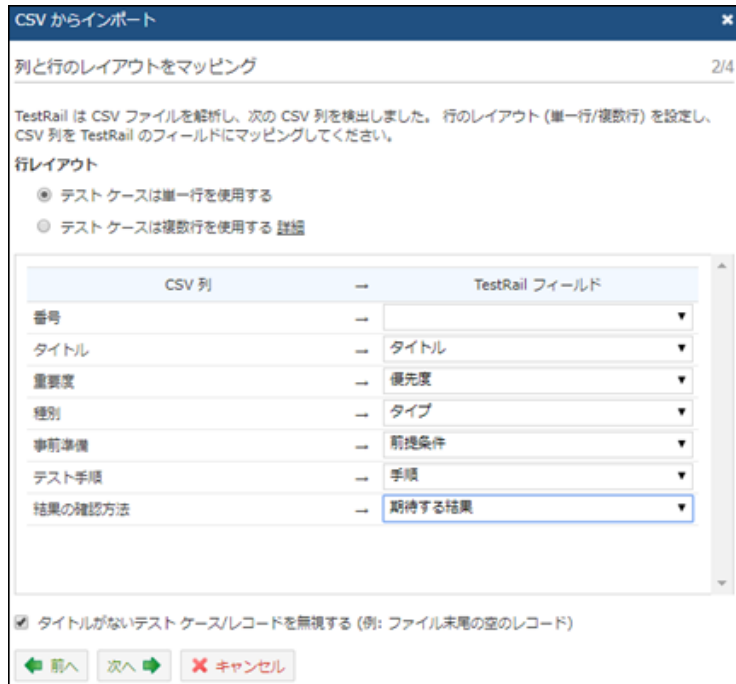 CSV からインポート
列と行のレイアウトをマッピング 2/4
TestRail は CSV ファイルを解析し、次の CSV 列を検出しました。 行のレイアウト (単一行/複数行) を設定し、
CSV 列を TestRail のフィールドにマッピングしてください。
行レイアウト
テスト ケースは単一行を使用する
テスト ケースは複数行を使用する 詳細
CSV 列 → TestRail フィールド
番号 →
タイトル → タイトル
重要度 → 優先度
種別 → タイプ
事前準備 → 前提条件
テスト手順 → 手順
結果の確認方法 → 期待する結果
タイトルがないテスト ケース/レコードを無視する (例: ファイル末尾の空のレコード)
前へ 次へ キャンセル